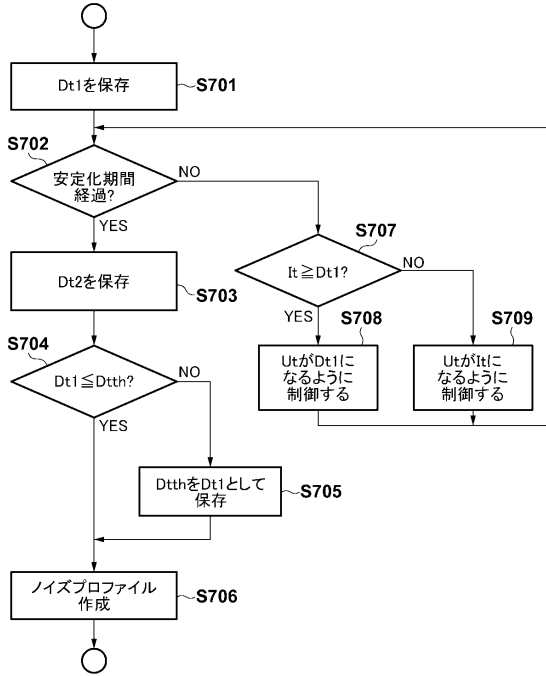 Dt1を保存
S701
S702
安定化期間
経過?
NO
YES
Dt2を保存
S703
S707
It≧Dt1?
NO
YES
S704
Dt1≦Dtth?
NO
YES
S708
UtがDt1に
なるように
制御する
S709
UtがItに
なるように
制御する
DtthをDt1として
保存
S705
ノイズプロファイル
作成
S706